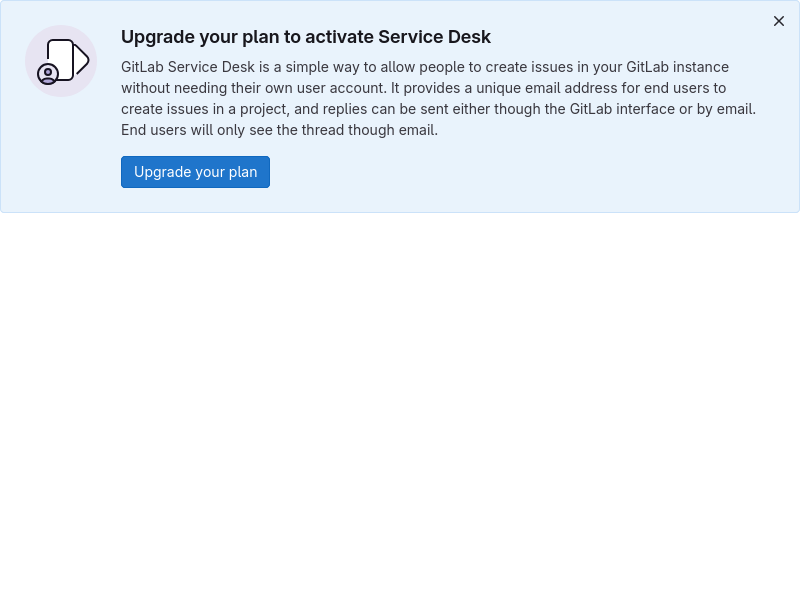 Upgrade your plan to activate Service Desk
GitLab Service Desk is a simple way to allow people to create issues in your GitLab instance
without needing their own user account. It provides a unique email address for end users to
create issues in a project, and replies can be sent either though the GitLab interface or by email.
End users will only see the thread though email.
Upgrade your plan